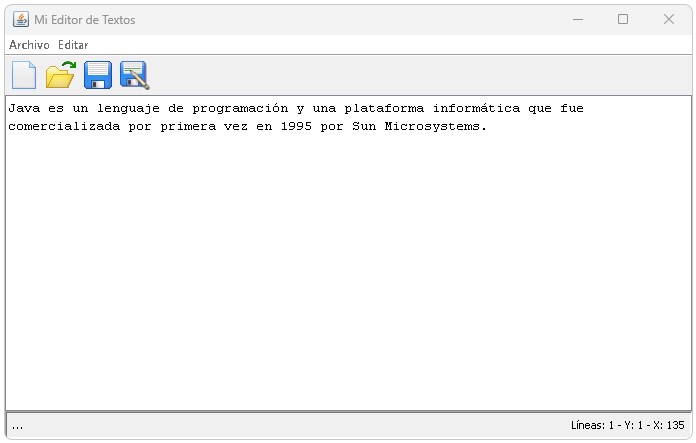 Mi Editor de Textos
Archivo Editar
Java es un lenguaje de programación y una plataforma informática que fue
comercializada por primera vez en 1995 por Sun Microsystems.
... Líneas: 1 - Y: 1 - X: 135